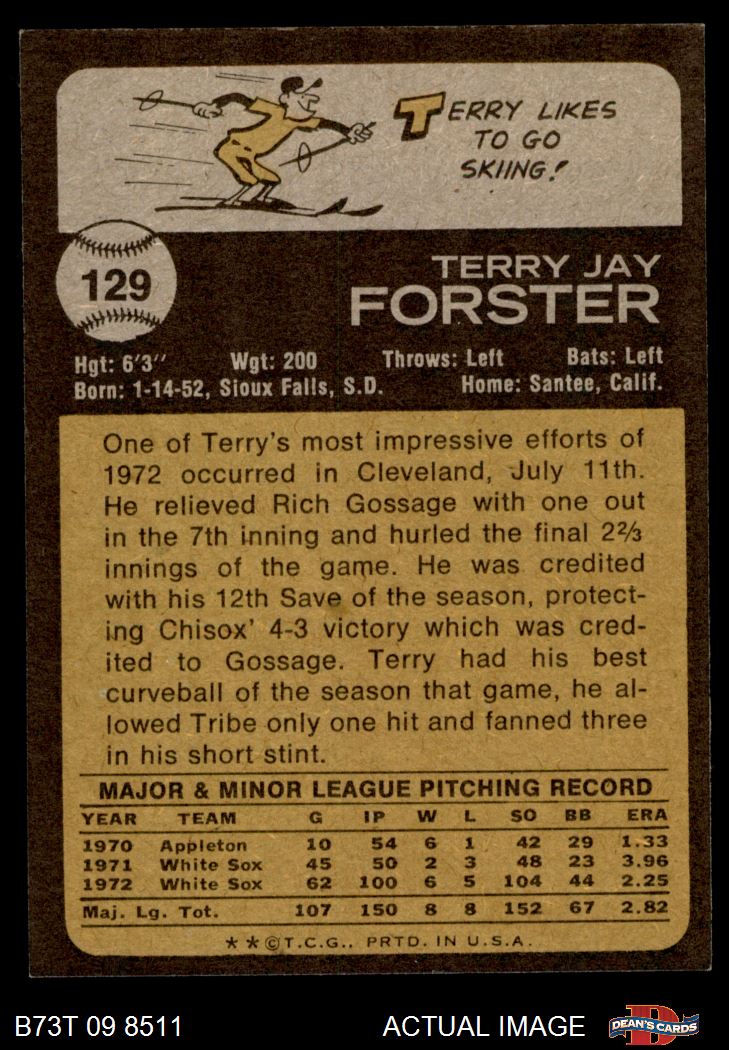 TERRY LIKES
TO GO
SKIING!
129
TERRY JAY
FORSTER
Hgt: 6'3" Wgt: 200 Throws: Left Bats: Left
Born: 1-14-52, Sioux Falls, S.D. Home: Santee, Calif.
One of Terry's most impressive efforts of
1972 occurred in Cleveland, July 11th.
He relieved Rich Gossage with one out
in the 7th inning and hurled the final 2⅔
innings of the game. He was credited
with his 12th Save of the season, protect-
ing Chisox' 4-3 victory which was cred-
ited to Gossage. Terry had his best
curveball of the season that game, he al-
lowed Tribe only one hit and fanned three
in his short stint.
MAJOR & MINOR LEAGUE PITCHING RECORD
YEAR TEAM G IP W L SO BB ERA
1970 Appleton 10 54 6 1 42 29 1.33
1971 White Sox 45 50 2 3 48 23 3.96
1972 White Sox 62 100 6 5 104 44 2.25
Maj. Lg. Tot. 107 150 8 8 152 67 2.82
★ ★ © T.C.G., PRTD. IN U.S.A.
B73T 09 8511 ACTUAL IMAGE DEAN'S CARDS